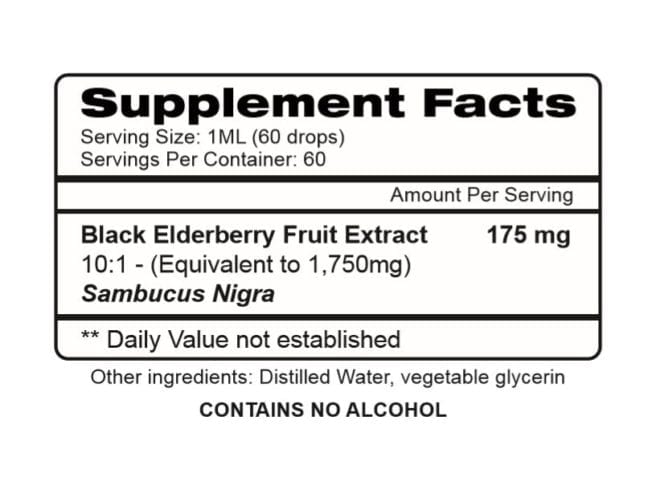 Supplement Facts
Serving Size: 1ML (60 drops)
Servings Per Container: 60
Amount Per Serving
Black Elderberry Fruit Extract 175 mg
10:1 - (Equivalent to 1,750mg)
Sambucus Nigra
** Daily Value not established
Other ingredients: Distilled Water, vegetable glycerin
CONTAINS NO ALCOHOL